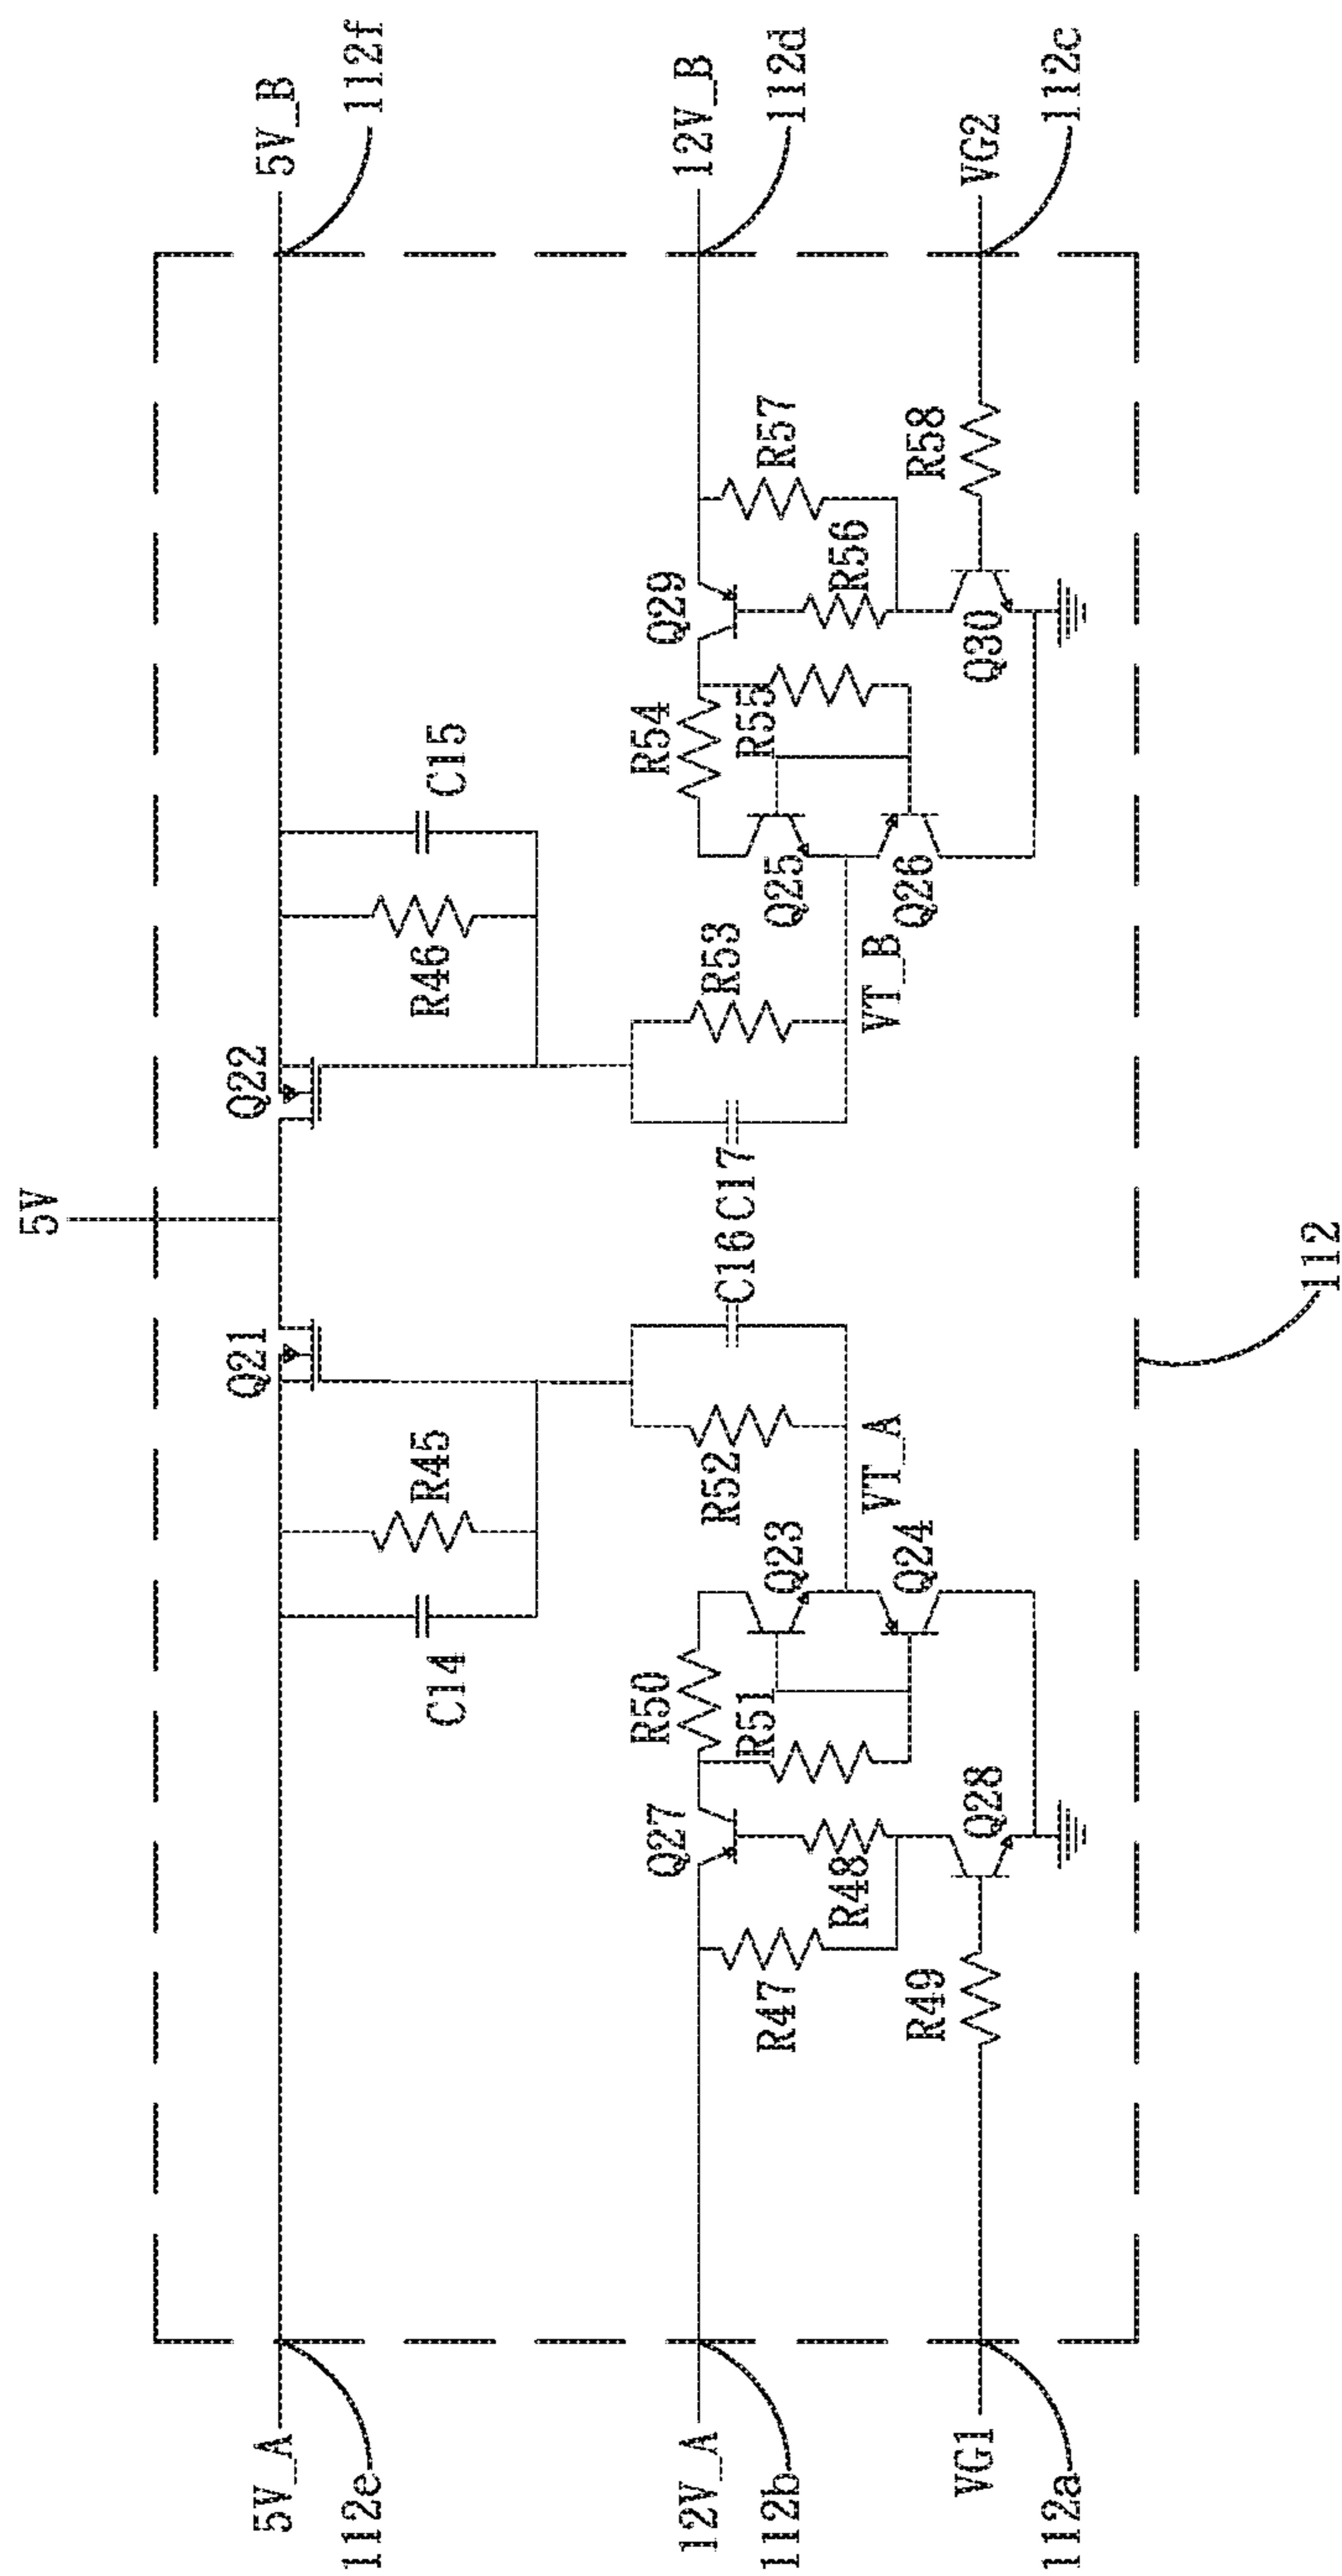 5V
5V_A
5V_B
112e
112f
Q21
Q22
C14
R45
R46
C15
12V_A
12V_B
112b
112d
Q27
R50
R54
Q29
R47
R48
R51
Q23
R52
C16
C17
R53
Q25
R55
R56
R57
VT_A
VT_B
Q24
Q26
VG1
VG2
112a
112c
R49
Q28
Q30
R58
112